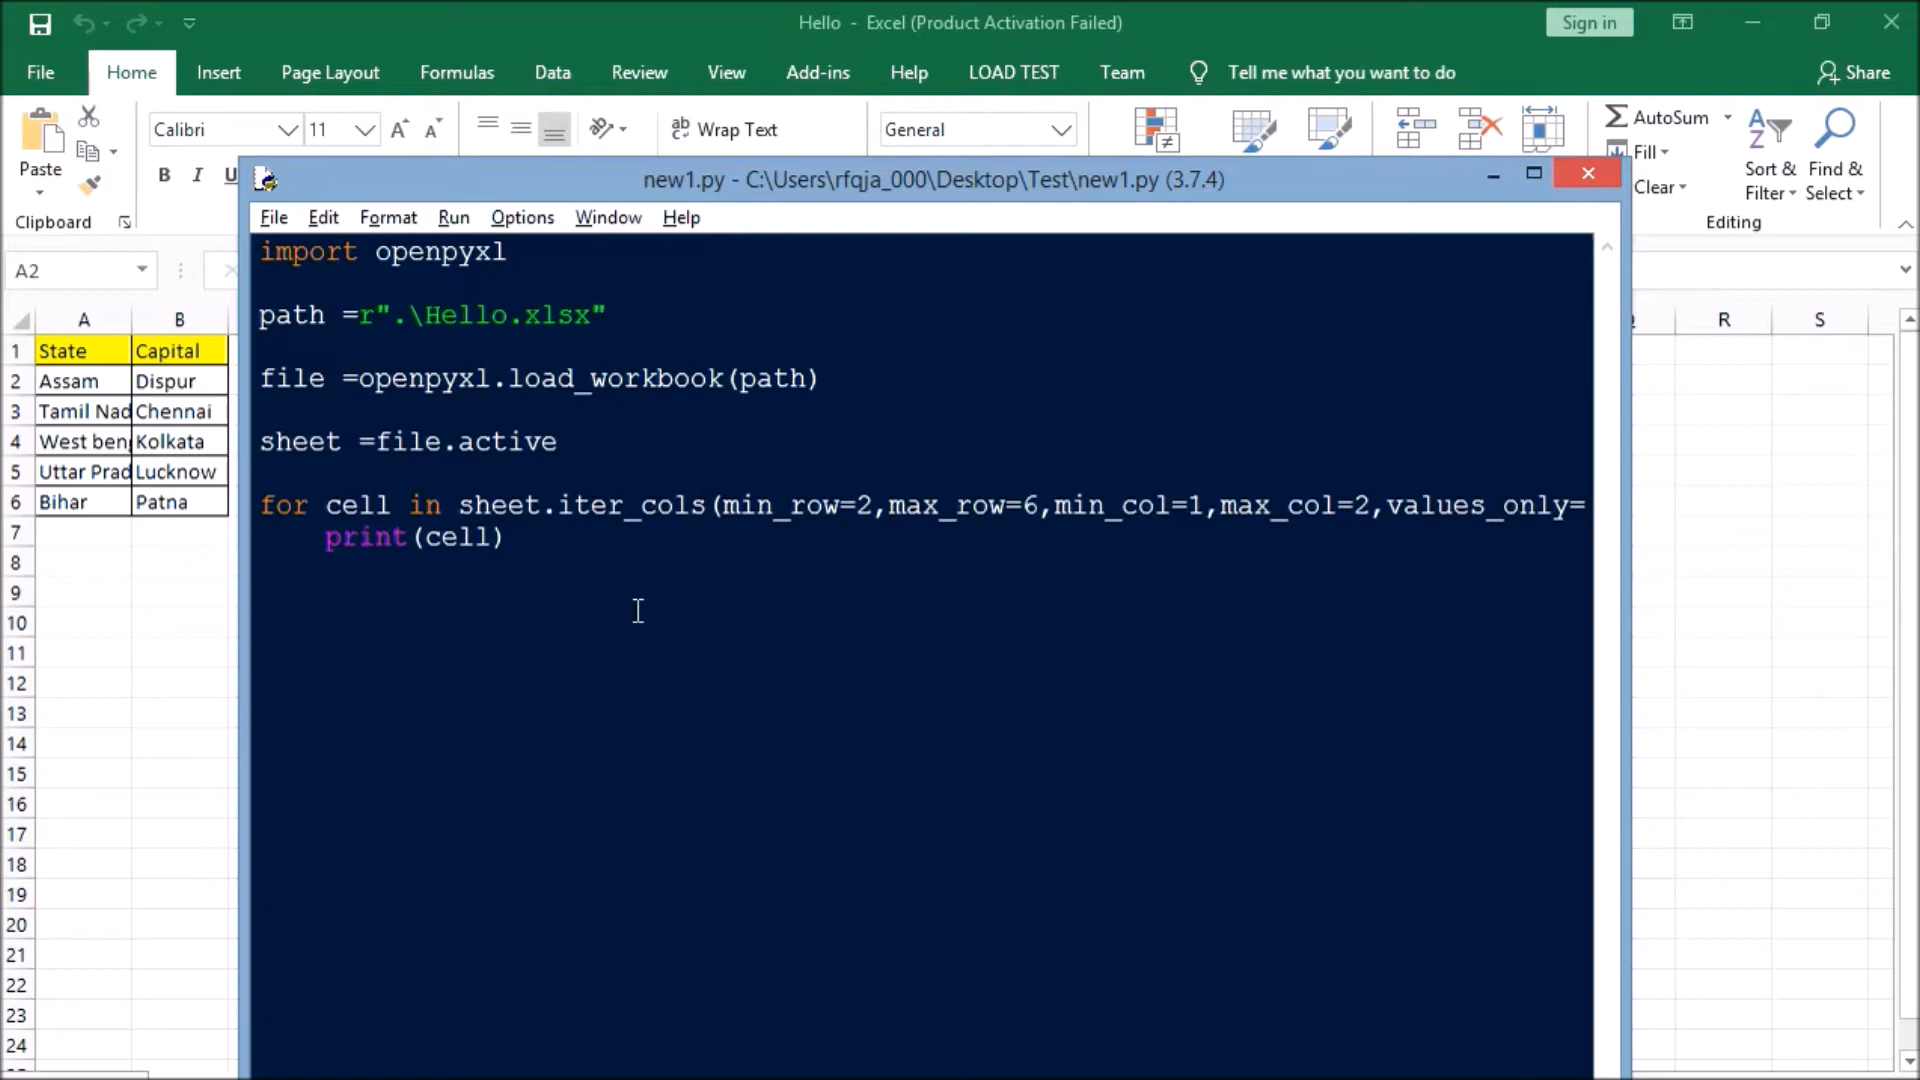 Hello - Excel (Product Activation Failed)
Sign in
File Home Insert Page Layout Formulas Data Review View Add-ins Help LOAD TEST Team Tell me what you want to do Share
Paste
Clipboard
Calibri 11
B I U
ab c Wrap Text
General
AutoSum
Fill
Clear
Sort & Filter
Find & Select
Editing
new1.py - C:\Users\rfqja_000\Desktop\Test\new1.py (3.7.4)
File Edit Format Run Options Window Help
A2
A B R S
1 State Capital
2 Assam Dispur
3 Tamil Nad Chennai
4 West ben Kolkata
5 Uttar Prad Lucknow
6 Bihar Patna
7
8
9
10
11
12
13
14
15
16
17
18
19
20
21
22
23
24
import openpyxl
path =r".\Hello.xlsx"
file =openpyxl.load_workbook(path)
sheet =file.active
for cell in sheet.iter_cols(min_row=2,max_row=6,min_col=1,max_col=2,values_only=
print(cell)